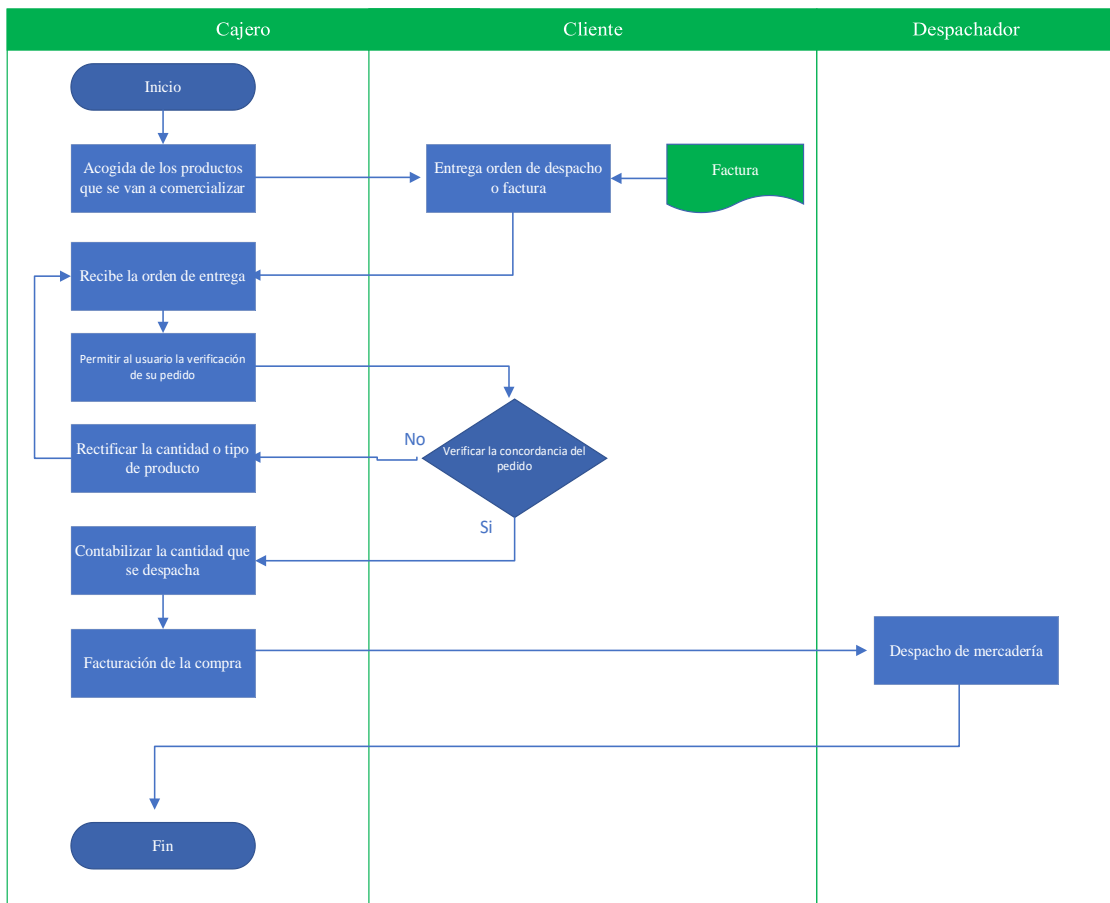 Cajero
Cliente
Despachador
Inicio
Acogida de los productos
que se van a comercializar
Entrega orden de despacho
o factura
Factura
Recibe la orden de entrega
Permitir al usuario la verificación
de su pedido
Rectificar la cantidad o tipo
de producto
No
Verificar la concordancia del
pedido
Si
Contabilizar la cantidad que
se despacha
Facturación de la compra
Despacho de mercadería
Fin